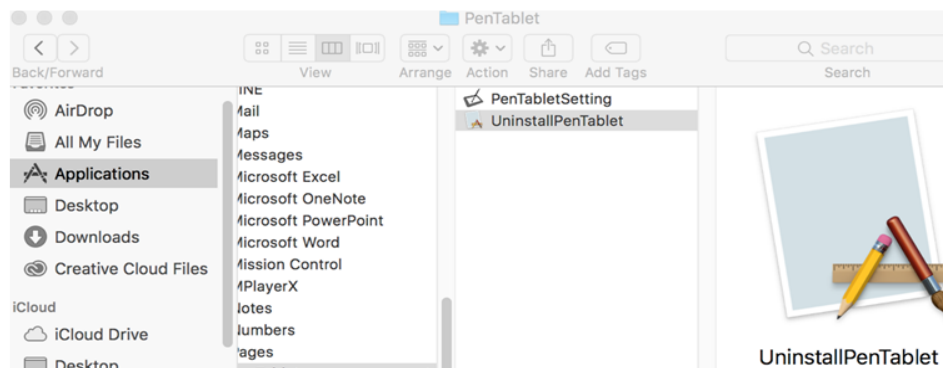 PenTablet
Search
Back/Forward
View
Arrange
Action
Share
Add Tags
Search
AirDrop
All My Files
Applications
Desktop
Downloads
Creative Cloud Files
iCloud
iCloud Drive
Desktop
INE
Mail
Maps
Messages
Microsoft Excel
Microsoft OneNote
Microsoft PowerPoint
Microsoft Word
Mission Control
MPlayerX
Notes
Numbers
Pages
PenTabletSetting
UninstallPenTablet
UninstallPenTablet